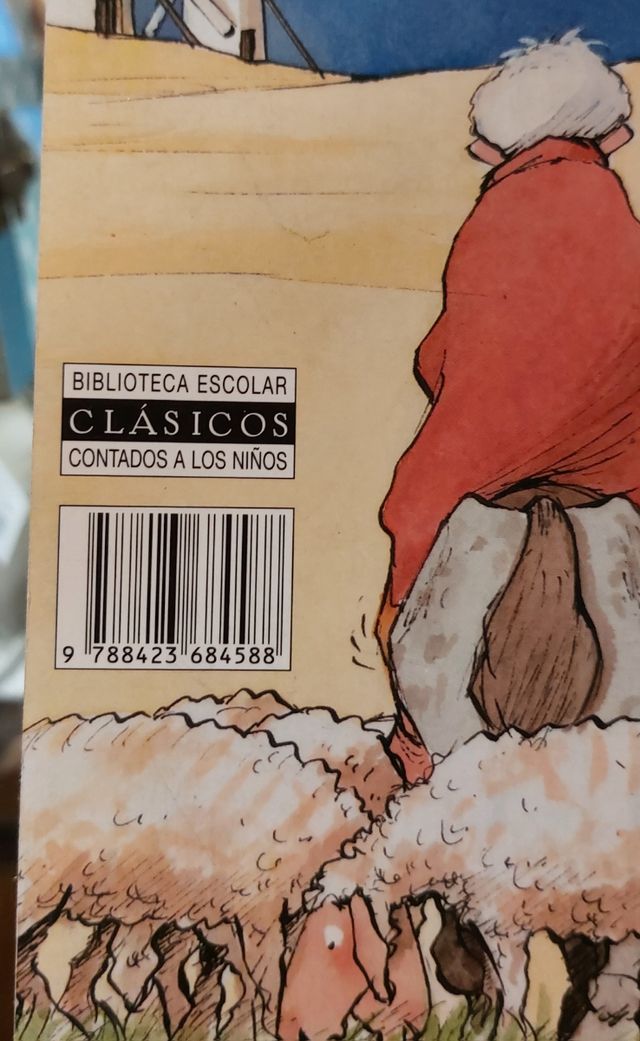 BIBLIOTECA ESCOLAR
CLÁSICOS
CONTADOS A LOS NIÑOS
9 788423 684588